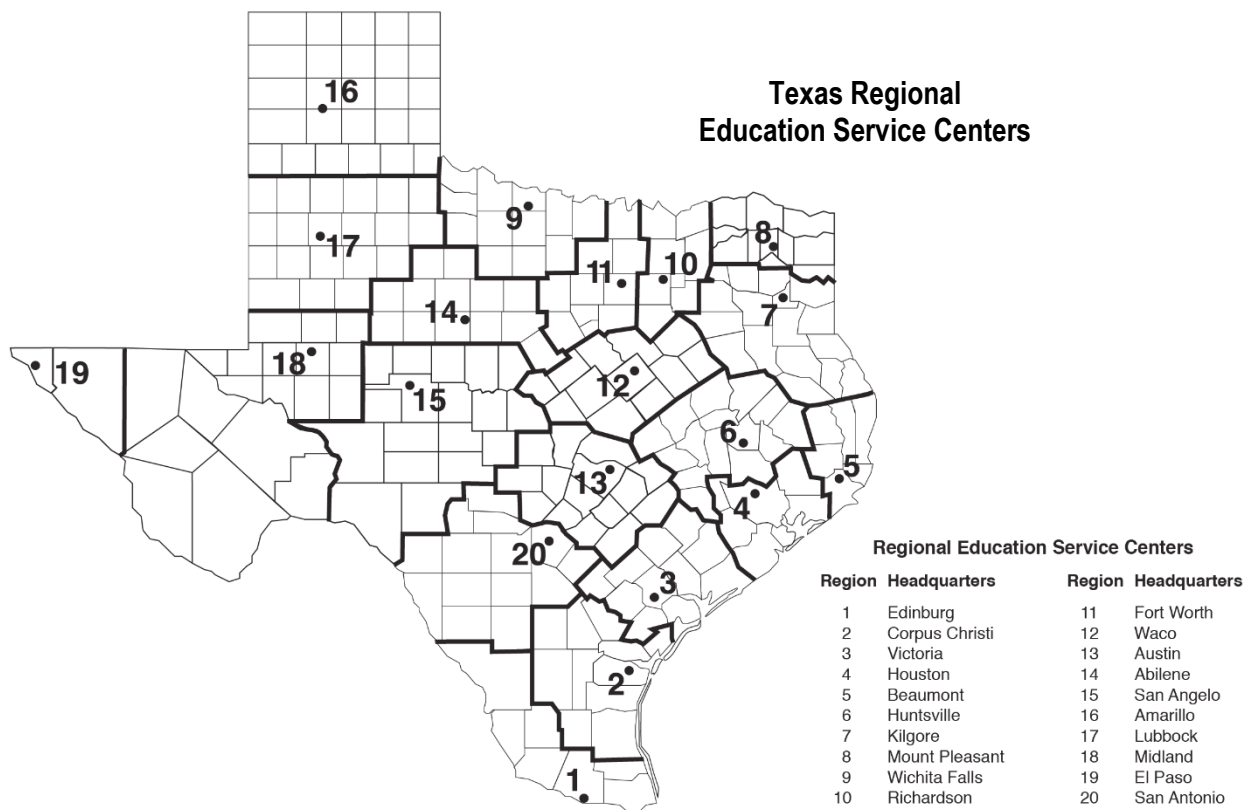 Texas Regional
Education Service Centers
16
9
8
17
11
10
7
14
18
19
12
15
6
5
13
4
20
3
2
1
Regional Education Service Centers
Region Headquarters Region Headquarters
1 Edinburg 11 Fort Worth
2 Corpus Christi 12 Waco
3 Victoria 13 Austin
4 Houston 14 Abilene
5 Beaumont 15 San Angelo
6 Huntsville 16 Amarillo
7 Kilgore 17 Lubbock
8 Mount Pleasant 18 Midland
9 Wichita Falls 19 El Paso
10 Richardson 20 San Antonio